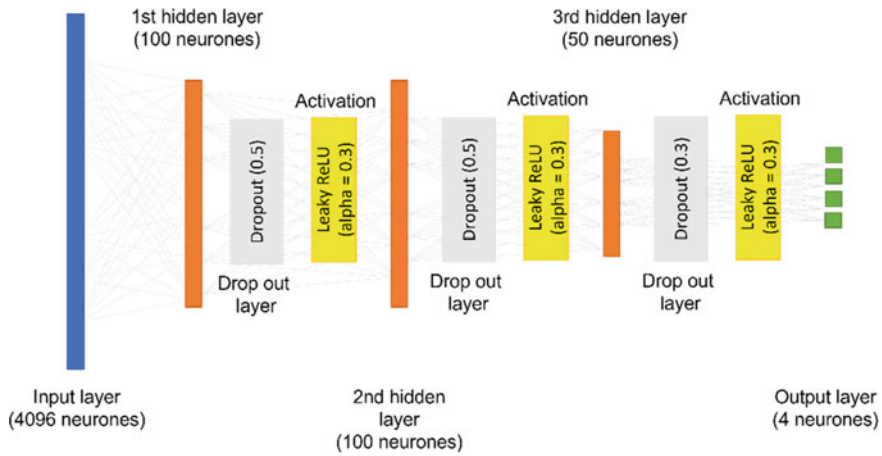 1st hidden layer
(100 neurones)
3rd hidden layer
(50 neurones)
Activation
Activation
Activation
Dropout (0.5)
Leaky ReLU
(alpha = 0.3)
Dropout (0.5)
Leaky ReLU
(alpha = 0.3)
Dropout (0.3)
Leaky ReLU
(alpha = 0.3)
Drop out
layer
Drop out
layer
Drop out
layer
Input layer
(4096 neurones)
2nd hidden
layer
(100 neurones)
Output layer
(4 neurones)